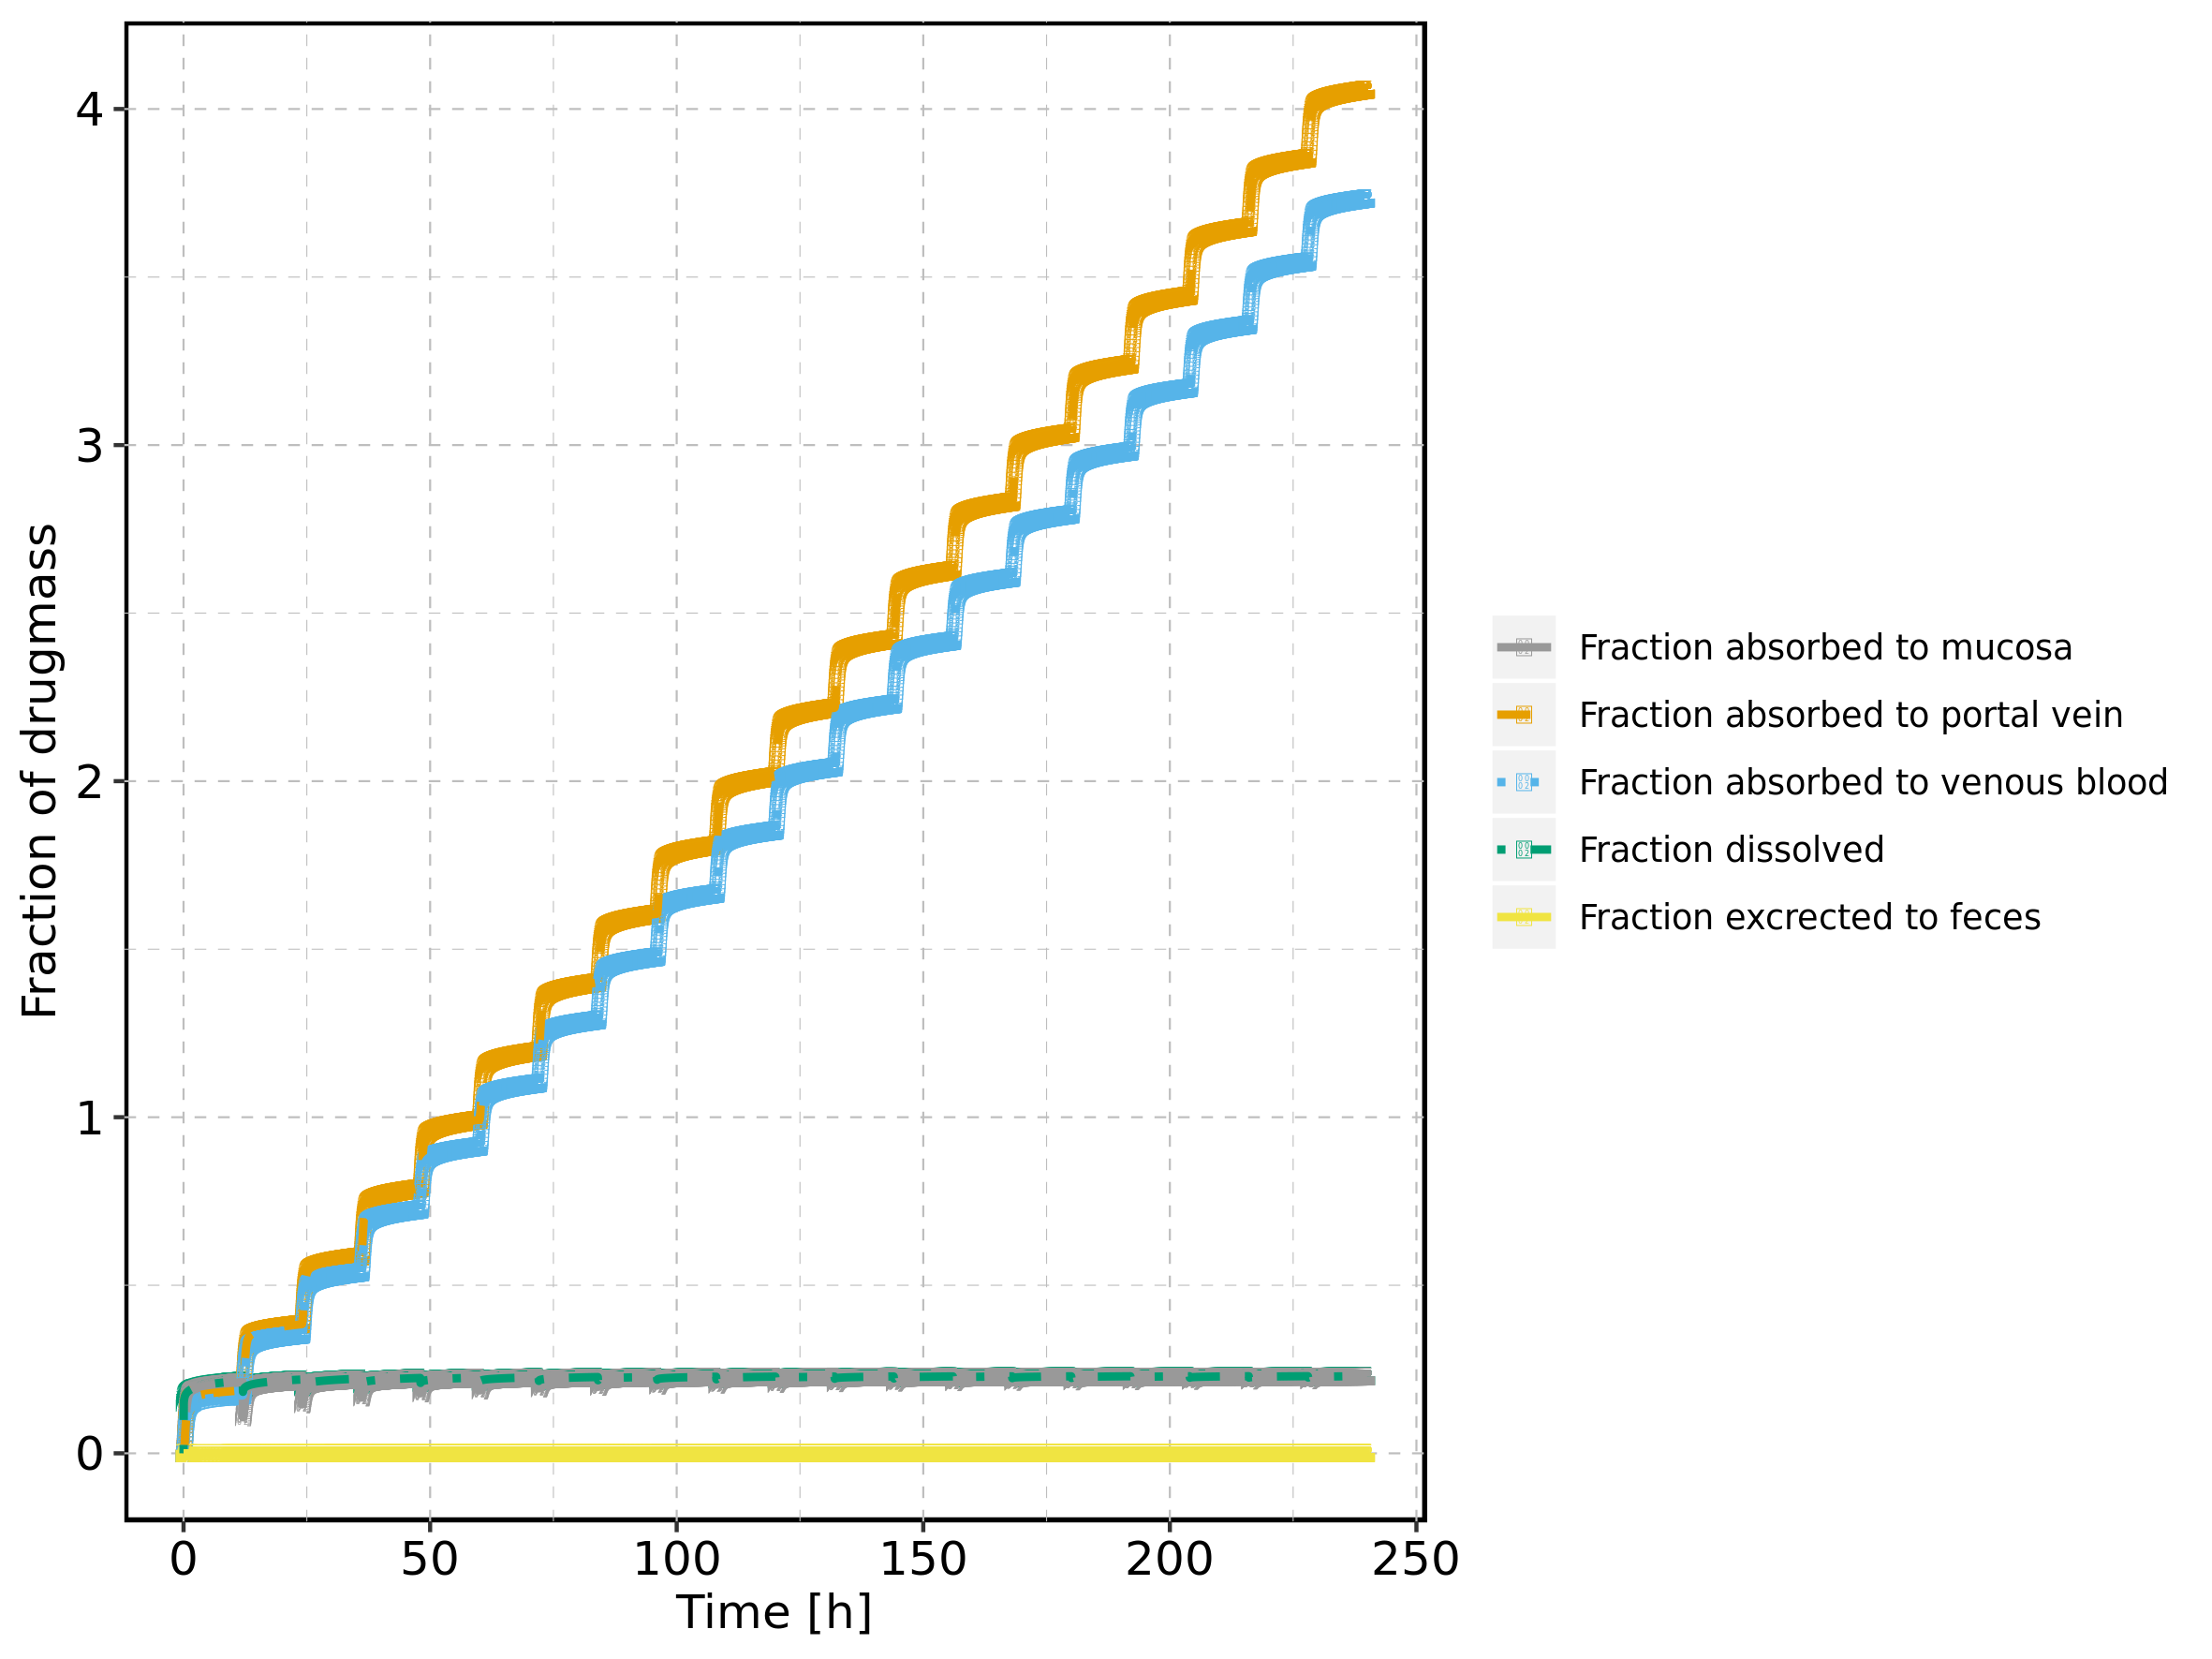 Fraction of drugmass
4
3
2
1
0
0 50 100 150 200 250
Time [h]
Fraction absorbed to mucosa
Fraction absorbed to portal vein
Fraction absorbed to venous blood
Fraction dissolved
Fraction excrected to feces